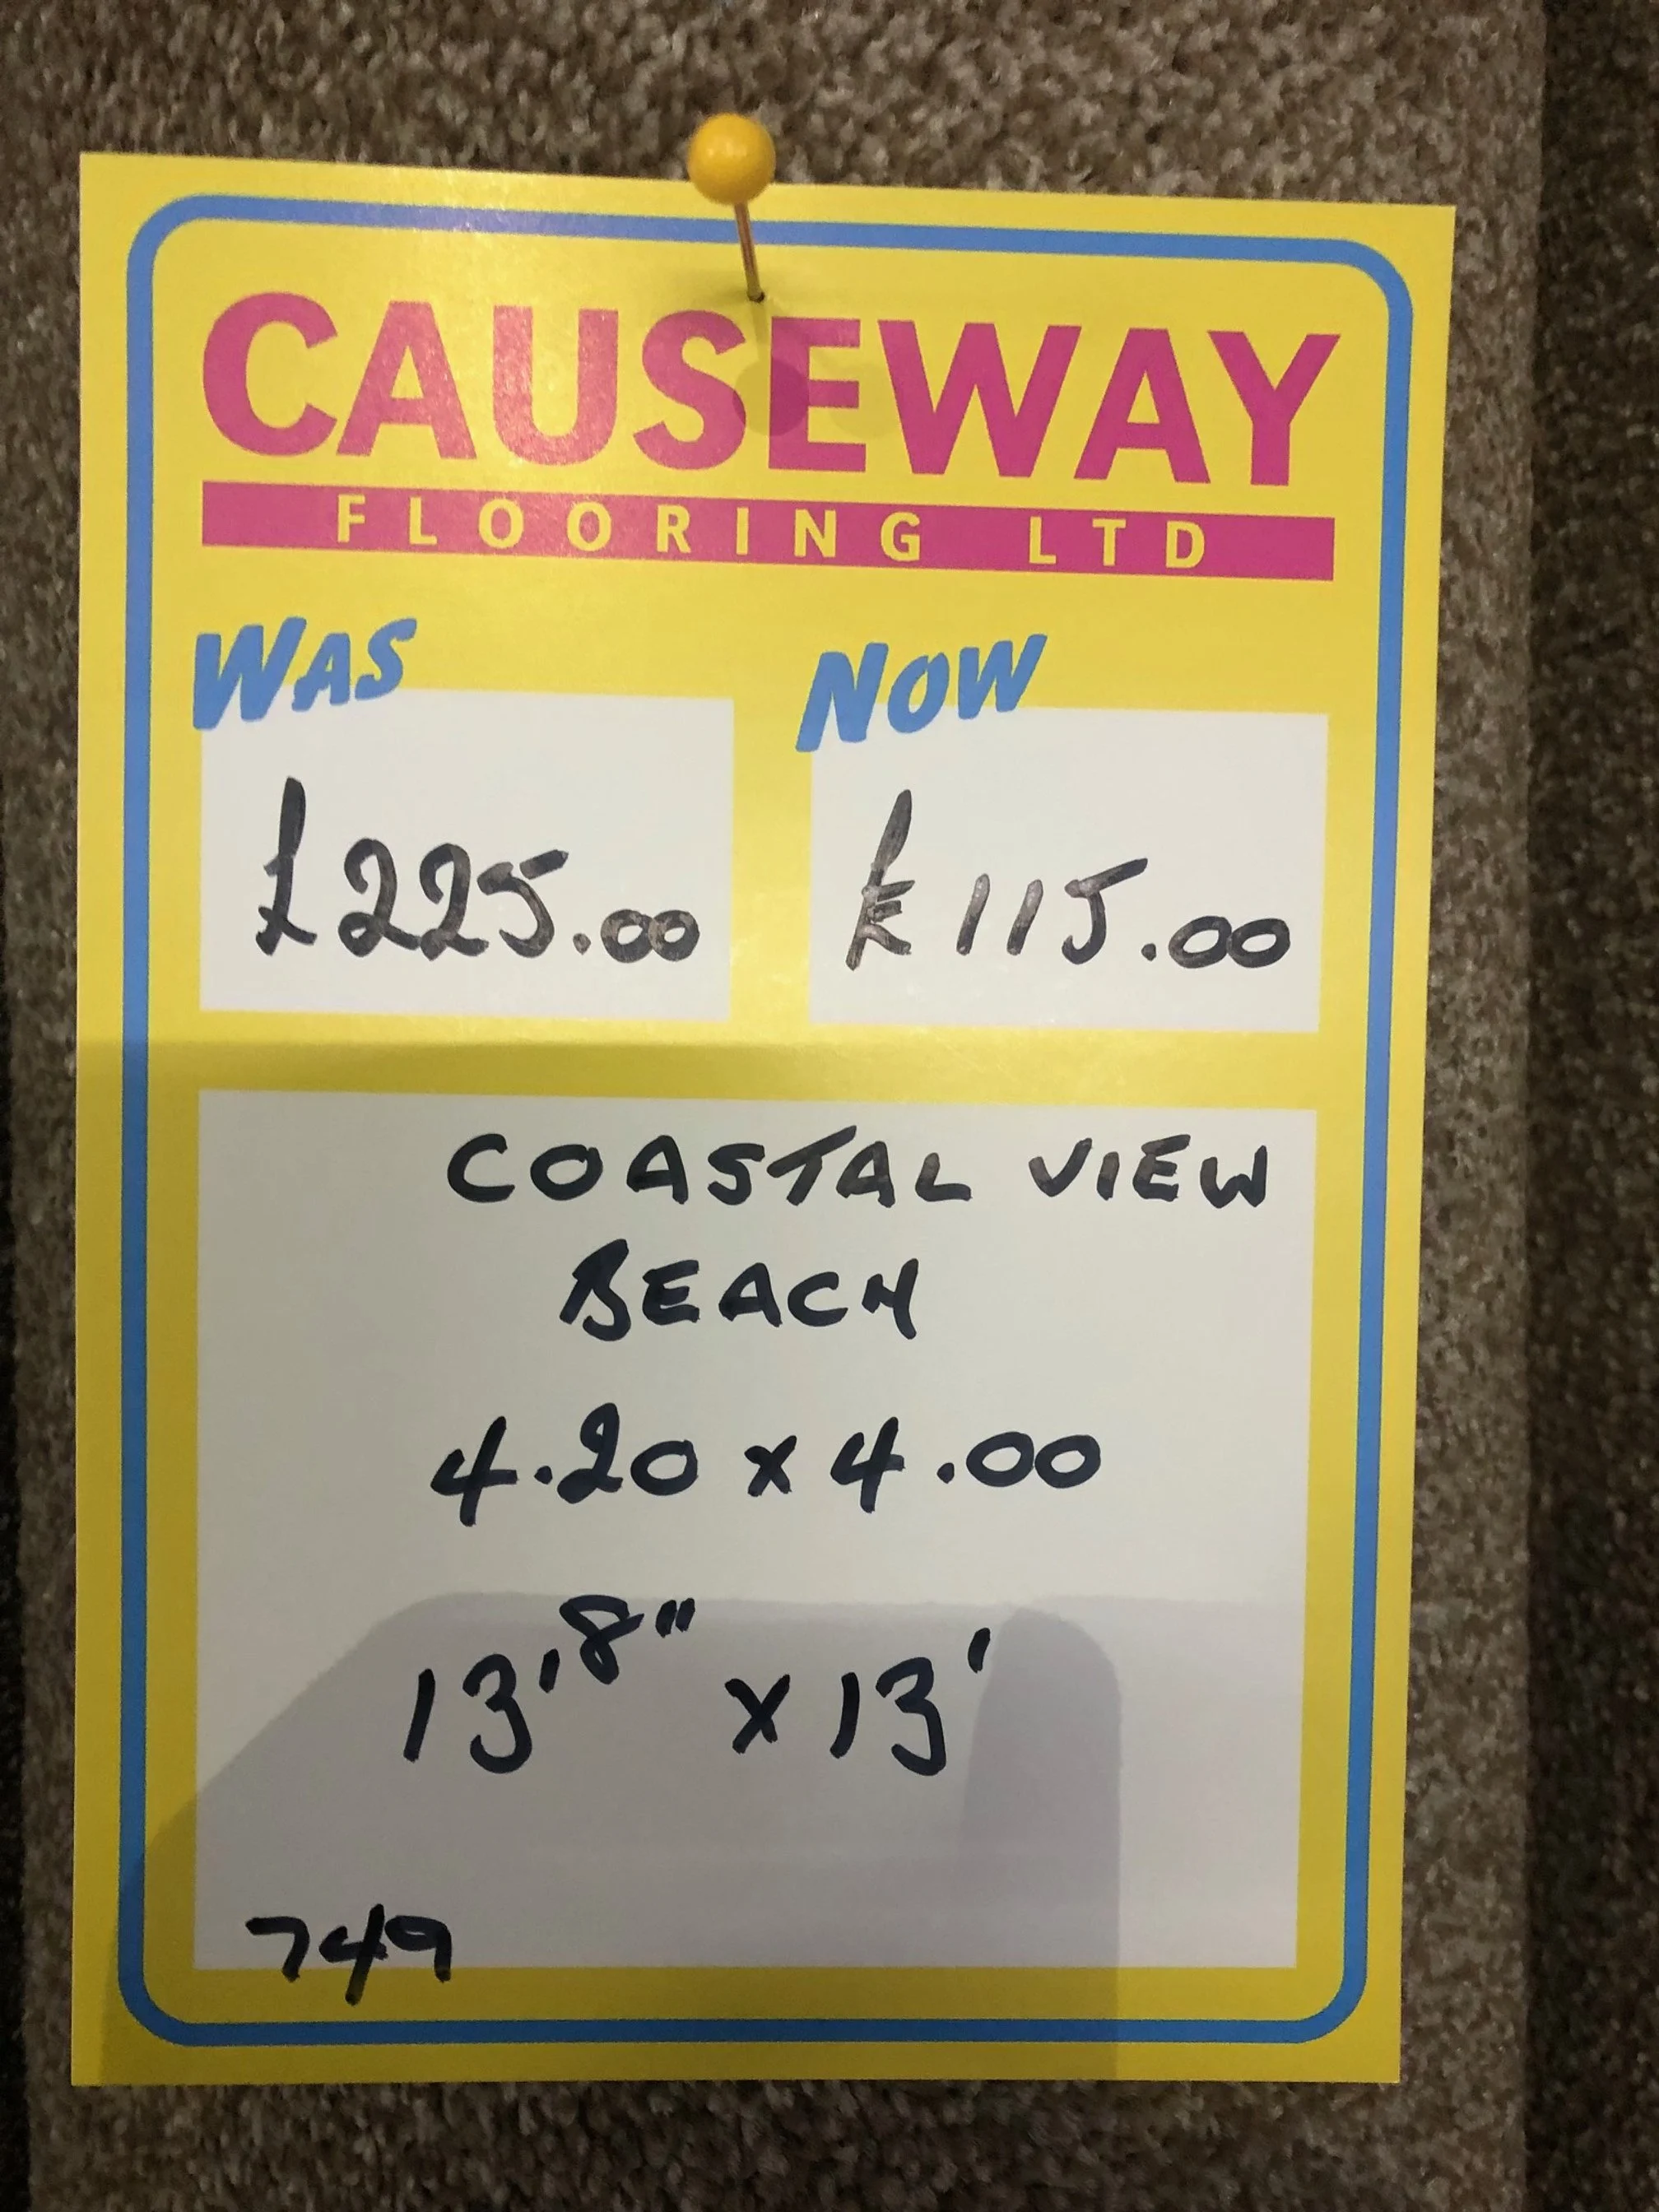 CAUSEWAY
FLOORING LTD
WAS NOW
£225.00 £115.00
COASTAL VIEW
BEACH
4.20 x 4.00
13'8" x 13'
749